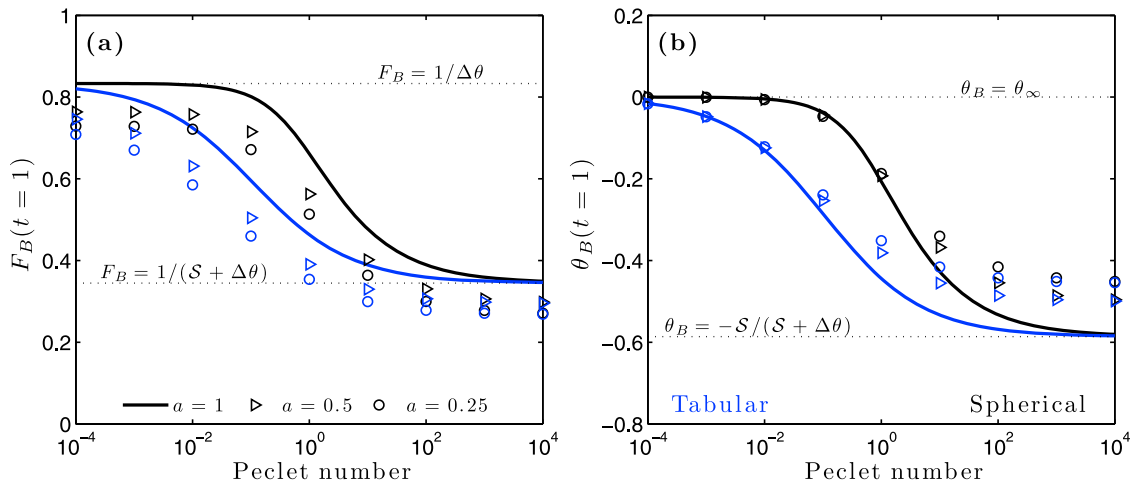 (a)
F_B = 1/Δθ
F_B = 1/(𝒮 + Δθ)
a = 1 a = 0.5 a = 0.25
F_B(t = 1)
1
0.8
0.6
0.4
0.2
0
10^−4 10^−2 10^0 10^2 10^4
Peclet number
(b)
θ_B = θ_∞
θ_B = −𝒮/(𝒮 + Δθ)
Tabular Spherical
θ_B(t = 1)
0.2
0
−0.2
−0.4
−0.6
−0.8
10^−4 10^−2 10^0 10^2 10^4
Peclet number